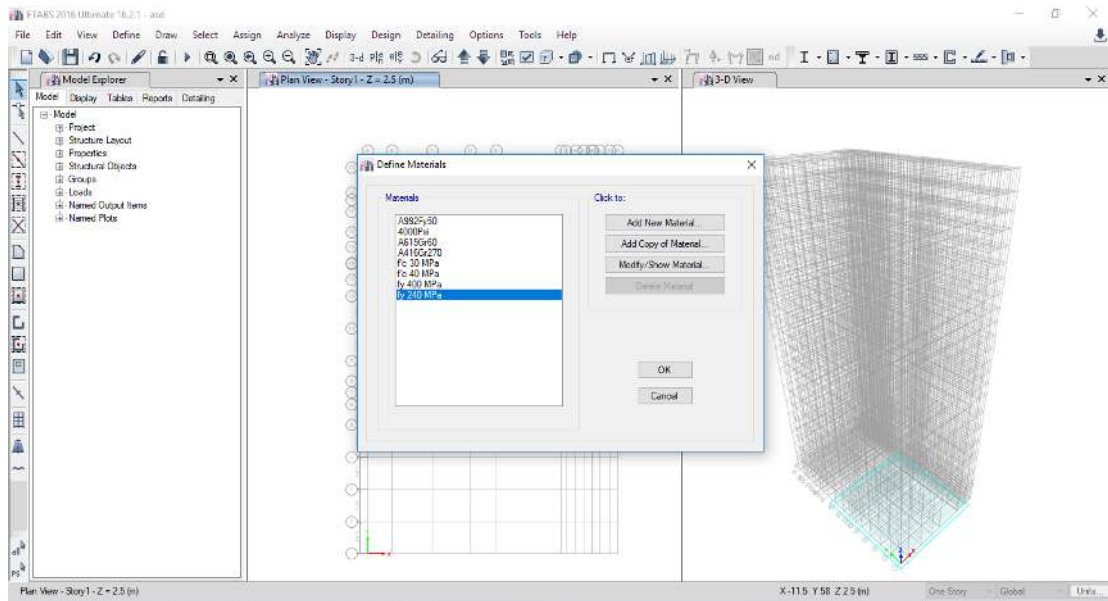 ETABS 2016 Ultimate 16.2.1 - asd
File Edit View Define Draw Select Assign Analyze Display Design Detailing Options Tools Help
3-d
nd
Model Explorer
Plan View - Story1 - Z = 2.5 (m)
3-D View
Model Display Tables Reports Detailing
Model
Project
Structure Layout
Properties
Structural Objects
Groups
Loads
Named Output Items
Named Plots
Define Materials
Materials
Click to:
A992Fy50
4000Psi
A615Gr60
A416Gr270
f'c 30 MPa
f'c 40 MPa
fy 400 MPa
fy 240 MPa
Add New Material...
Add Copy of Material...
Modify/Show Material...
Delete Material
OK
Cancel
all
ps
Plan View - Story1 - Z = 2.5 (m)
X -11.5 Y 58 Z 2.5 (m)
One Story
Global
Units...